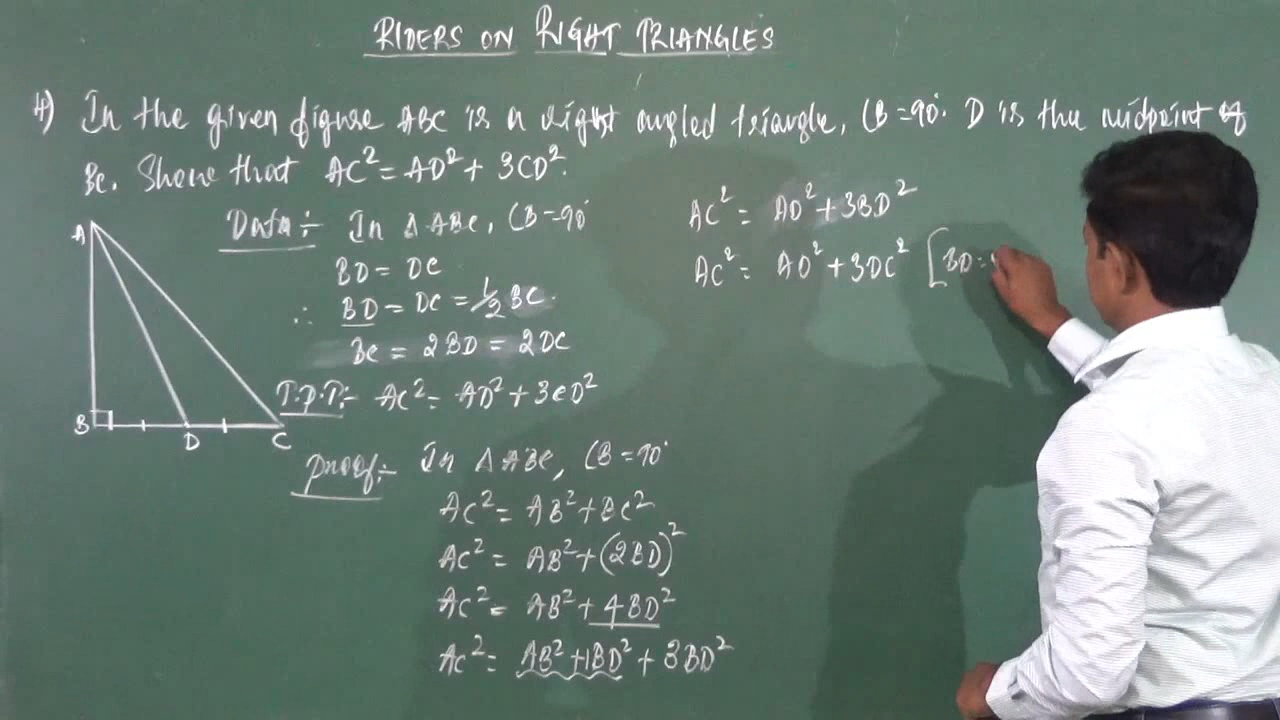 RIDERS ON RIGHT TRIANGLES
4) In the given figure ABC is a right angled triangle, ∠B = 90°. D is the midpoint of
BC. Show that AC² = AD² + 3CD².
Data:- In Δ ABC, ∠B = 90°
BD = DC
∴ BD = DC = 1/2 BC.
BC = 2BD = 2DC
T.P.T:- AC² = AD² + 3CD²
Proof:- In Δ ABC, ∠B = 90°
AC² = AB² + BC²
AC² = AB² + (2BD)²
AC² = AB² + 4BD²
AC² = AB² + 1BD² + 3BD²
AC² = AD² + 3BD²
AC² = AD² + 3DC² [BD =
A
B
D
C